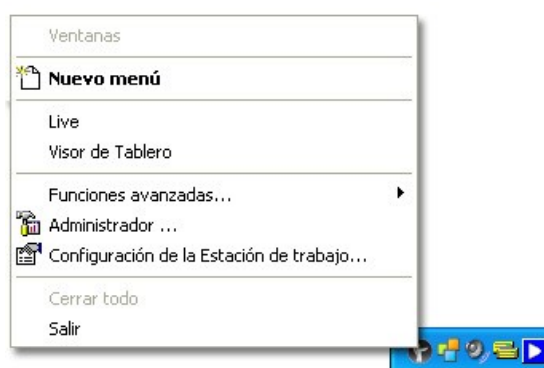 Ventanas
Nuevo menú
Live
Visor de Tablero
Funciones avanzadas...
Administrador ...
Configuración de la Estación de trabajo...
Cerrar todo
Salir